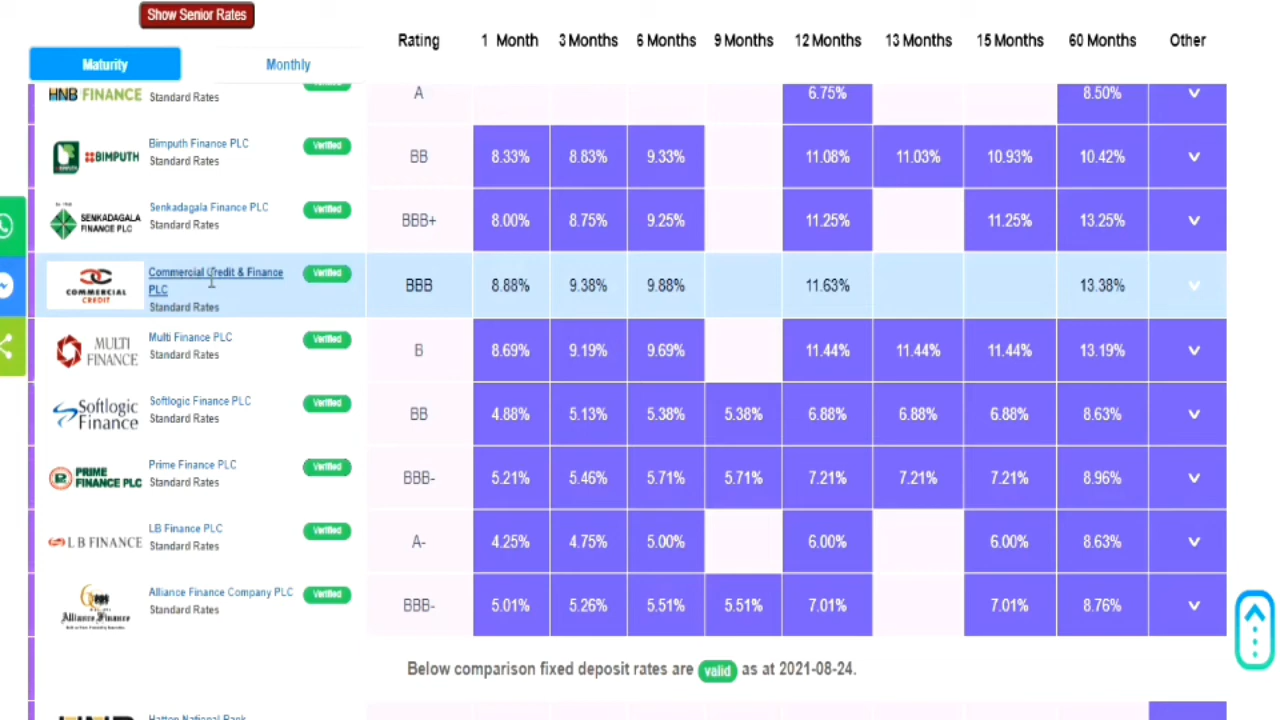 Show Senior Rates
Maturity
Monthly
Rating 1 Month 3 Months 6 Months 9 Months 12 Months 13 Months 15 Months 60 Months Other
HNB FINANCE
Standard Rates
A 6.75% 8.50%
BIMPUTH
Bimputh Finance PLC
Standard Rates
Verified
BB 8.33% 8.83% 9.33% 11.08% 11.03% 10.93% 10.42%
SENKADAGALA
FINANCE PLC
Senkadagala Finance PLC
Standard Rates
Verified
BBB+ 8.00% 8.75% 9.25% 11.25% 11.25% 13.25%
COMMERCIAL
CREDIT
Commercial Credit & Finance
PLC
Standard Rates
Verified
BBB 8.88% 9.38% 9.88% 11.63% 13.38%
MULTI
FINANCE
Multi Finance PLC
Standard Rates
Verified
B 8.69% 9.19% 9.69% 11.44% 11.44% 11.44% 13.19%
Softlogic
Finance
Softlogic Finance PLC
Standard Rates
Verified
BB 4.88% 5.13% 5.38% 5.38% 6.88% 6.88% 6.88% 8.63%
PRIME
FINANCE PLC
Prime Finance PLC
Standard Rates
Verified
BBB- 5.21% 5.46% 5.71% 5.71% 7.21% 7.21% 7.21% 8.96%
LB FINANCE
LB Finance PLC
Standard Rates
Verified
A- 4.25% 4.75% 5.00% 6.00% 6.00% 8.63%
Alliance Finance
Alliance Finance Company PLC
Standard Rates
Verified
BBB- 5.01% 5.26% 5.51% 5.51% 7.01% 7.01% 8.76%
Below comparison fixed deposit rates are valid as at 2021-08-24.
Hatton National Bank